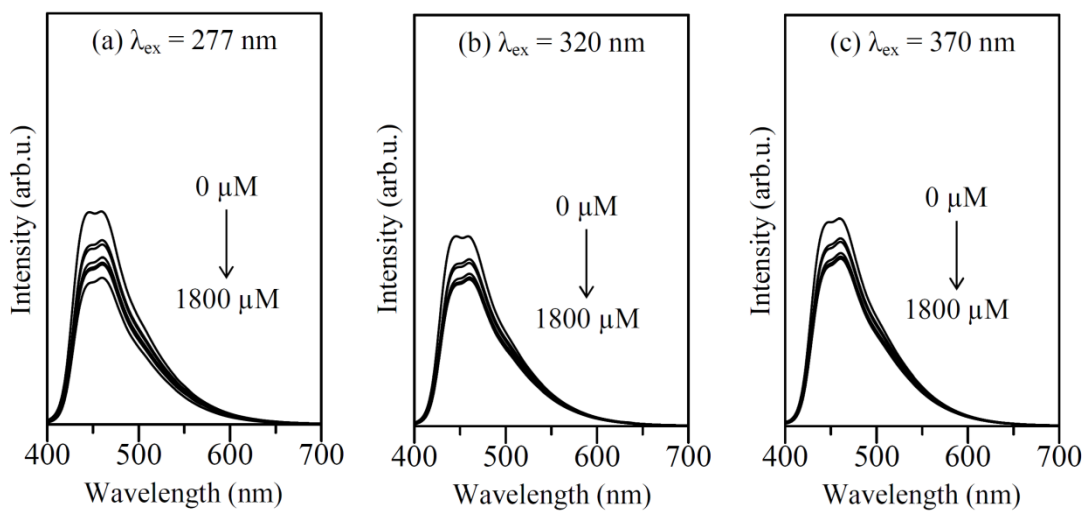 (a) λex = 277 nm
Intensity (arb.u.)
0 µM
1800 µM
400 500 600 700
Wavelength (nm)
(b) λex = 320 nm
Intensity (arb.u.)
0 µM
1800 µM
400 500 600 700
Wavelength (nm)
(c) λex = 370 nm
Intensity (arb.u.)
0 µM
1800 µM
400 500 600 700
Wavelength (nm)